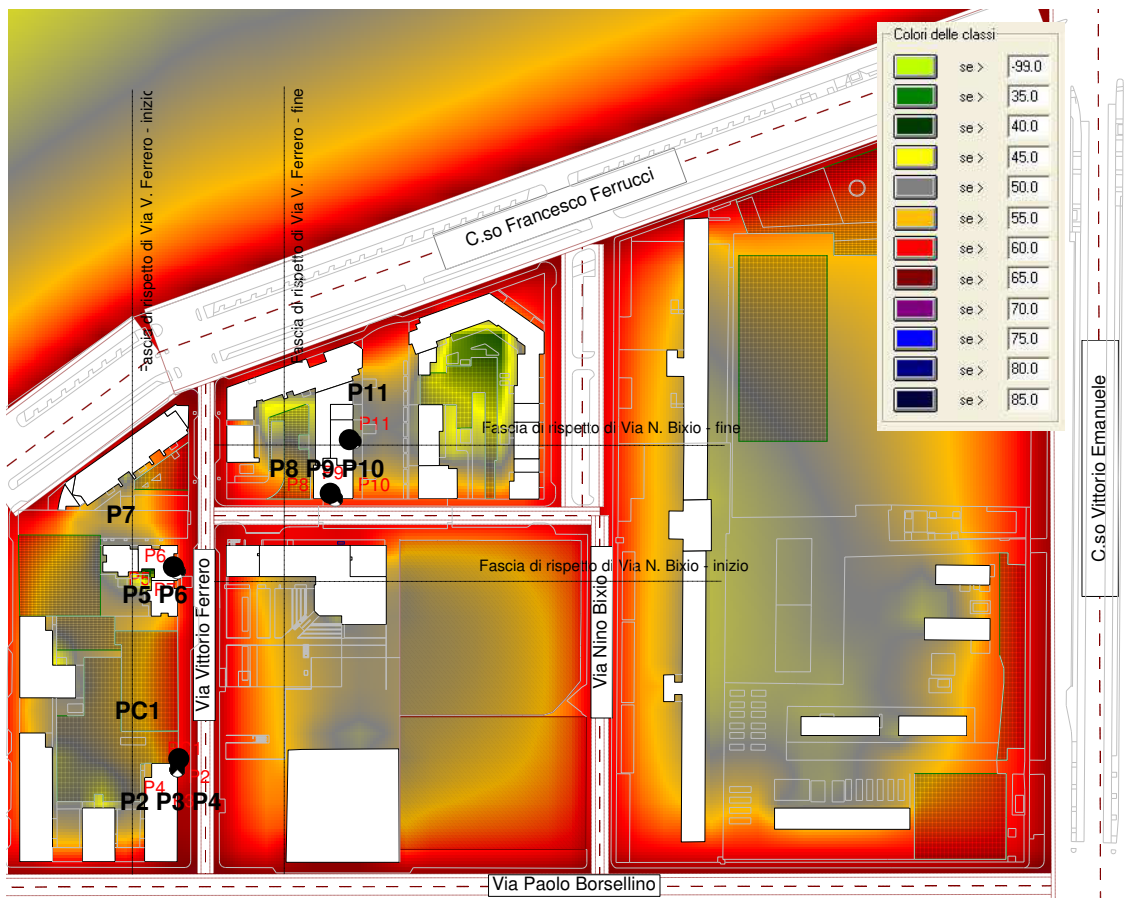 Colori delle classi
se > -99.0
se > 35.0
se > 40.0
se > 45.0
se > 50.0
se > 55.0
se > 60.0
se > 65.0
se > 70.0
se > 75.0
se > 80.0
se > 85.0
Fascia di rispetto di Via V. Ferrero - inizio
Fascia di rispetto di Via V. Ferrero - fine
C.so Francesco Ferrucci
C.so Vittorio Emanuele
P11
P11
Fascia di rispetto di Via N. Bixio - fine
P8 P9 P10
P8
P10
P7
P6
Fascia di rispetto di Via N. Bixio - inizio
P5 P6
Via Vittorio Ferrero
Via Nino Bixio
PC1
P2
P4
P2 P3 P4
Via Paolo Borsellino